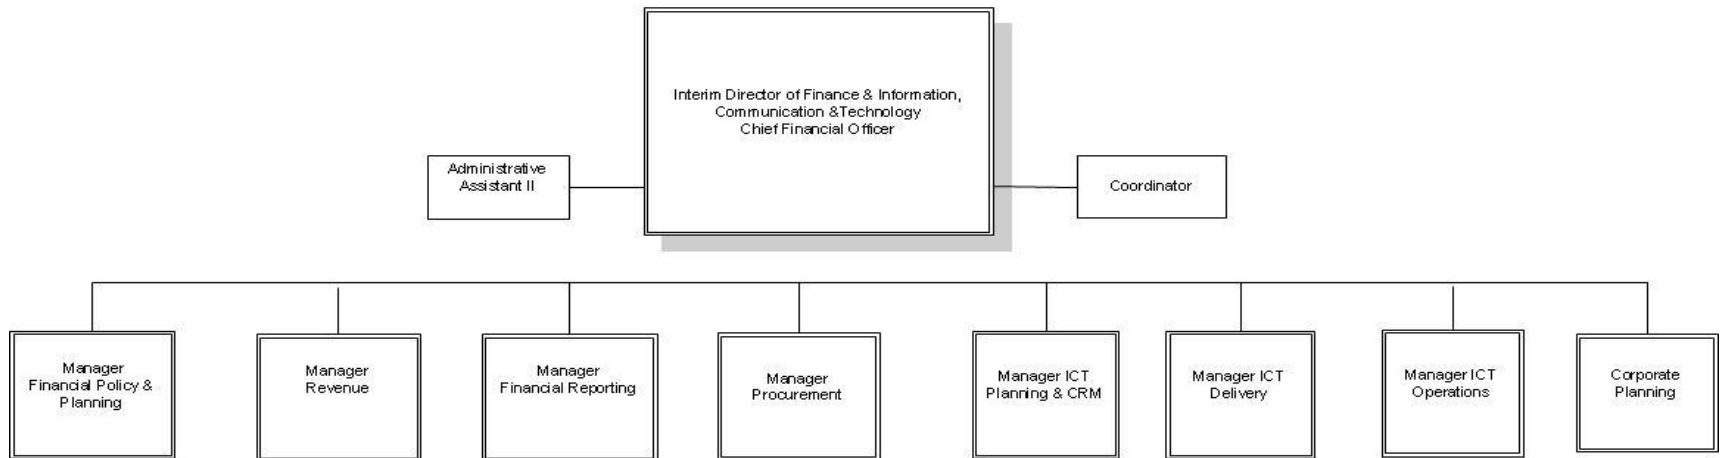 Interim Director of Finance & Information,
Communication &Technology
Chief Financial Officer
Administrative
Assistant II
Coordinator
Manager
Financial Policy &
Planning
Manager
Revenue
Manager
Financial Reporting
Manager
Procurement
Manager ICT
Planning & CRM
Manager ICT
Delivery
Manager ICT
Operations
Corporate
Planning